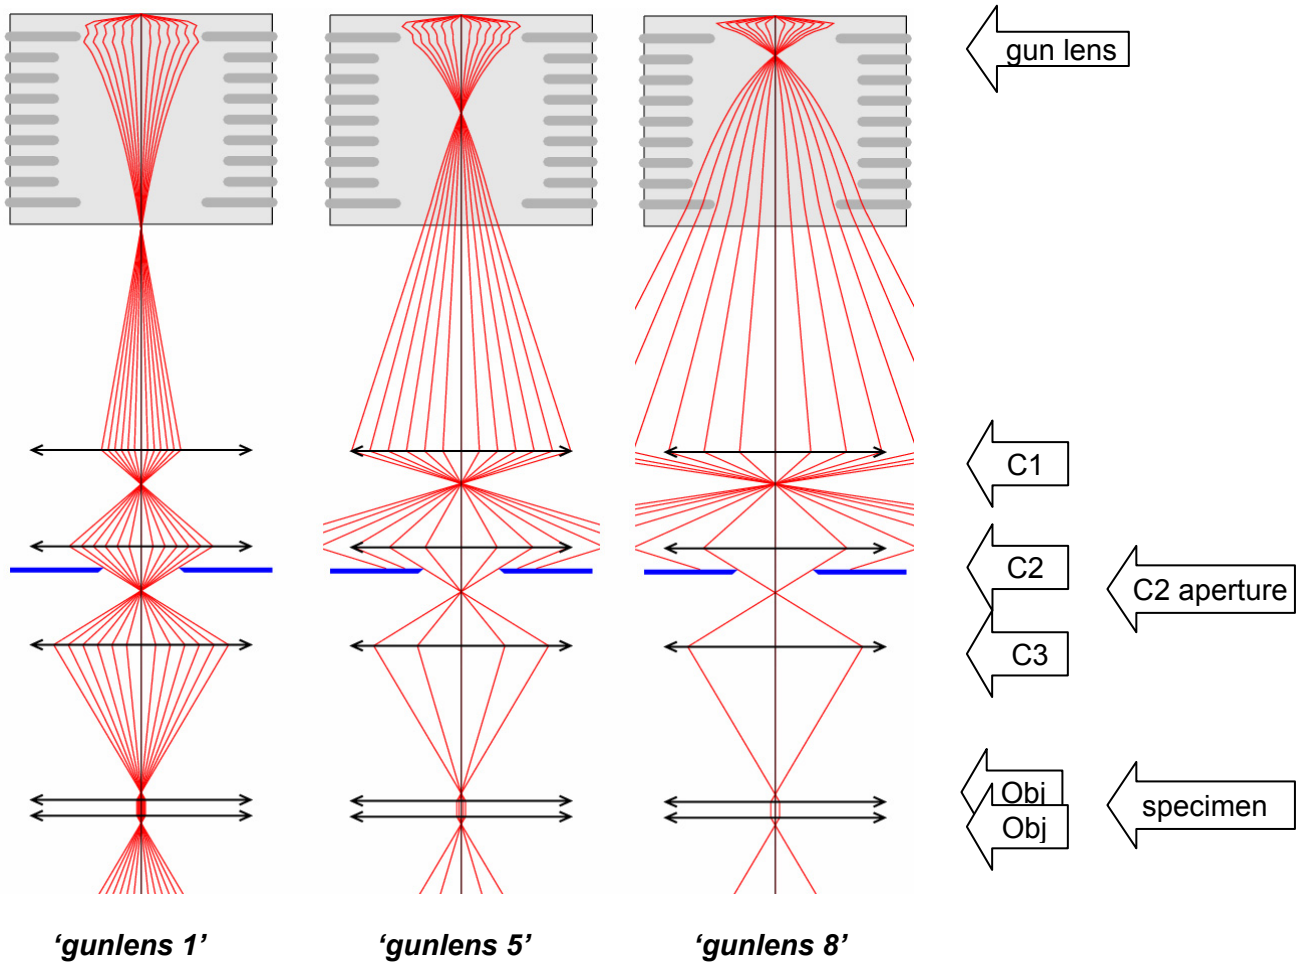 gun lens
C1
C2
C2 aperture
C3
Obj
specimen
Obj
‘gunlens 1’
‘gunlens 5’
‘gunlens 8’